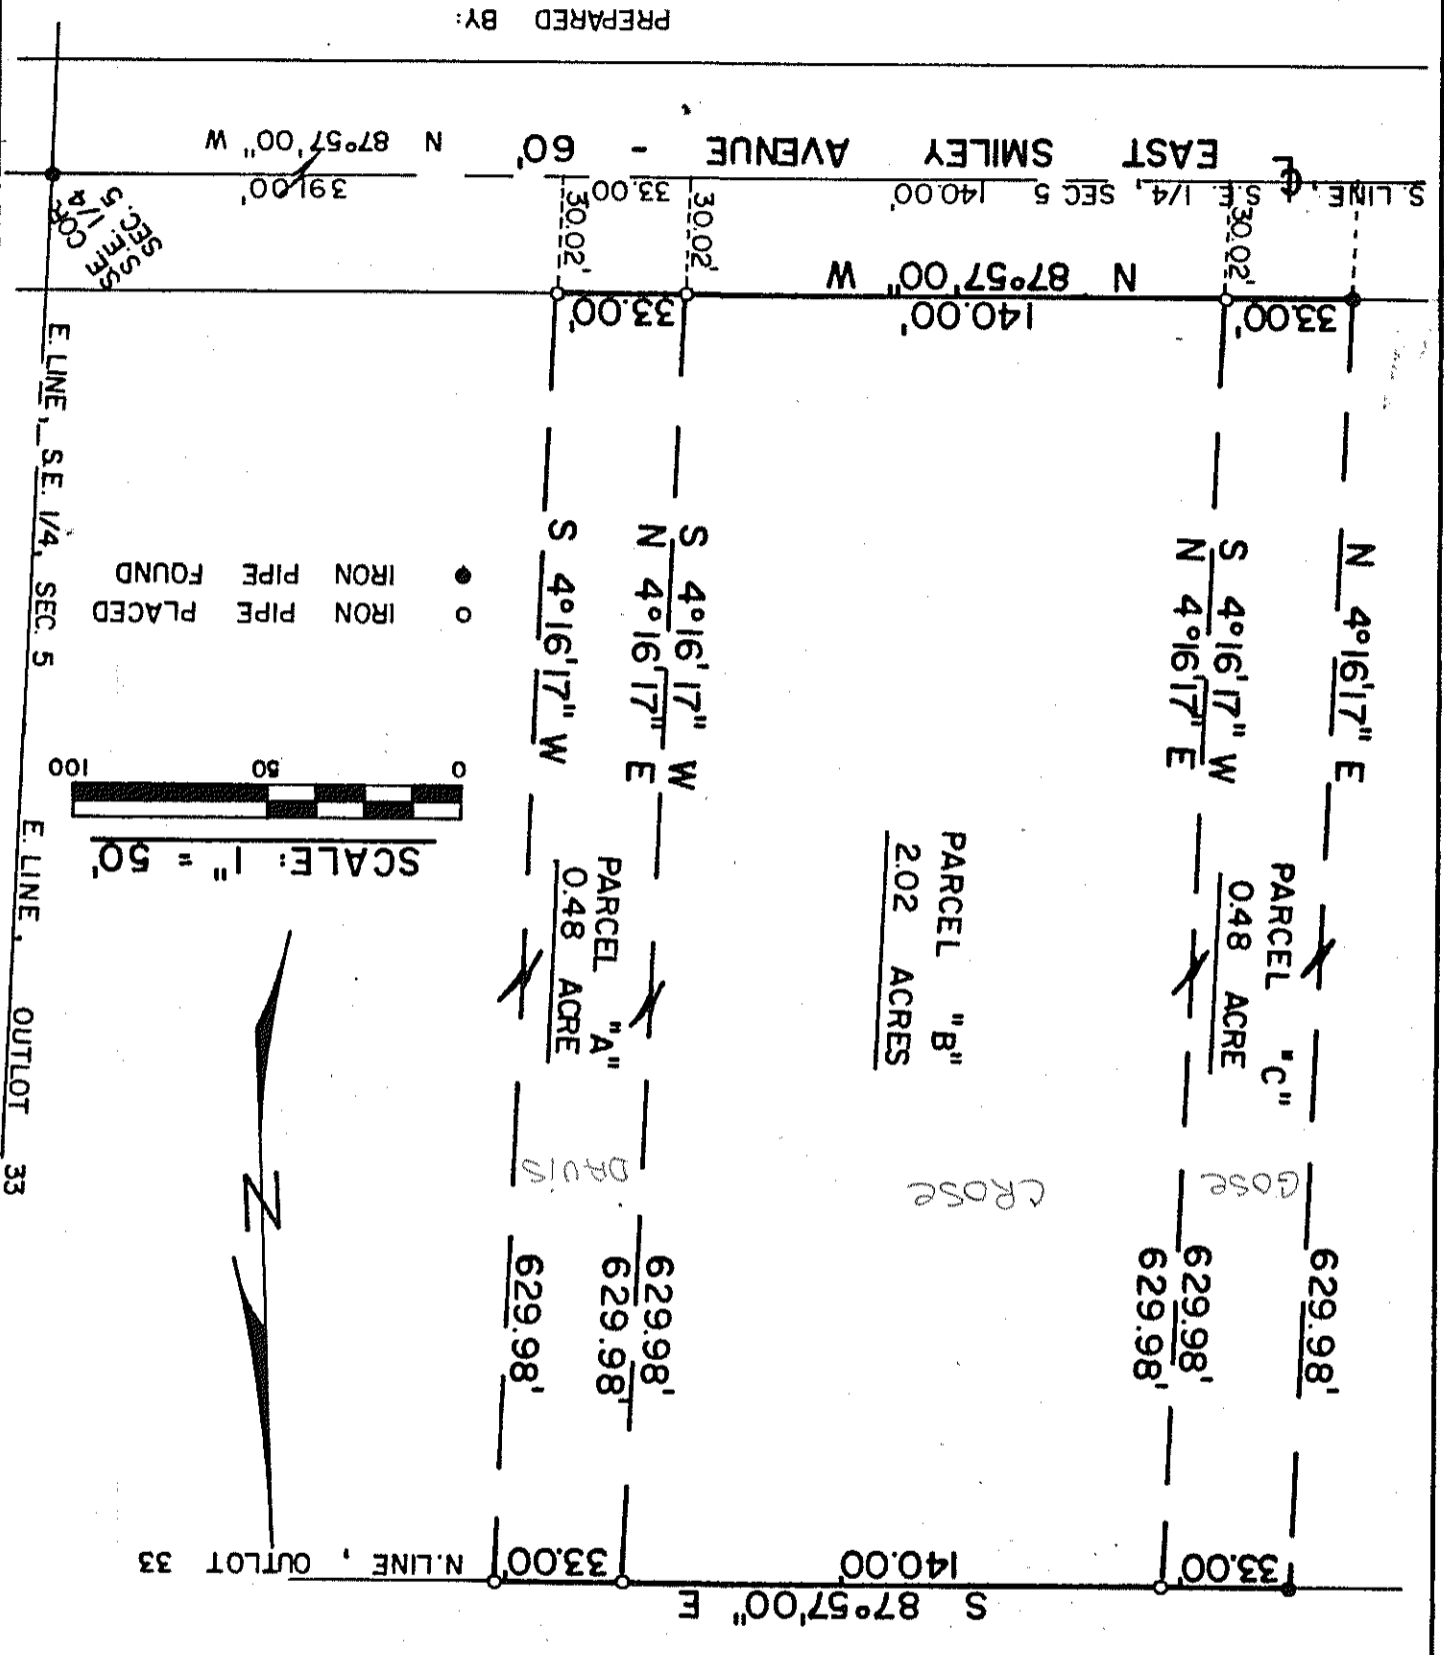 S 87°57'00" E
33.00'
140.00'
33.00'
N. LINE, OUTLOT 33
629.98'
629.98'
629.98'
629.98'
629.98'
629.98'
GOSE
CROSE
DAVIS
N
PARCEL "C"
0.48 ACRE
PARCEL "B"
2.02 ACRES
PARCEL "A"
0.48 ACRE
SCALE: 1" = 50'
0 50 100
○ IRON PIPE PLACED
● IRON PIPE FOUND
N 4°16'17" E
S 4°16'17" W
N 4°16'17" E
S 4°16'17" W
N 4°16'17" E
S 4°16'17" W
E. LINE, OUTLOT 33
E. LINE, S.E. 1/4, SEC. 5
33.00'
140.00'
33.00'
N 87°57'00" W
30.02'
30.02'
30.02'
S.E. COR.
S.E. 1/4
SEC. 5
S. LINE, S.E. 1/4, SEC 5
140.00'
33.00
391.00'
℄ EAST SMILEY AVENUE - 60'
N 87°57'00" W
PREPARED BY: